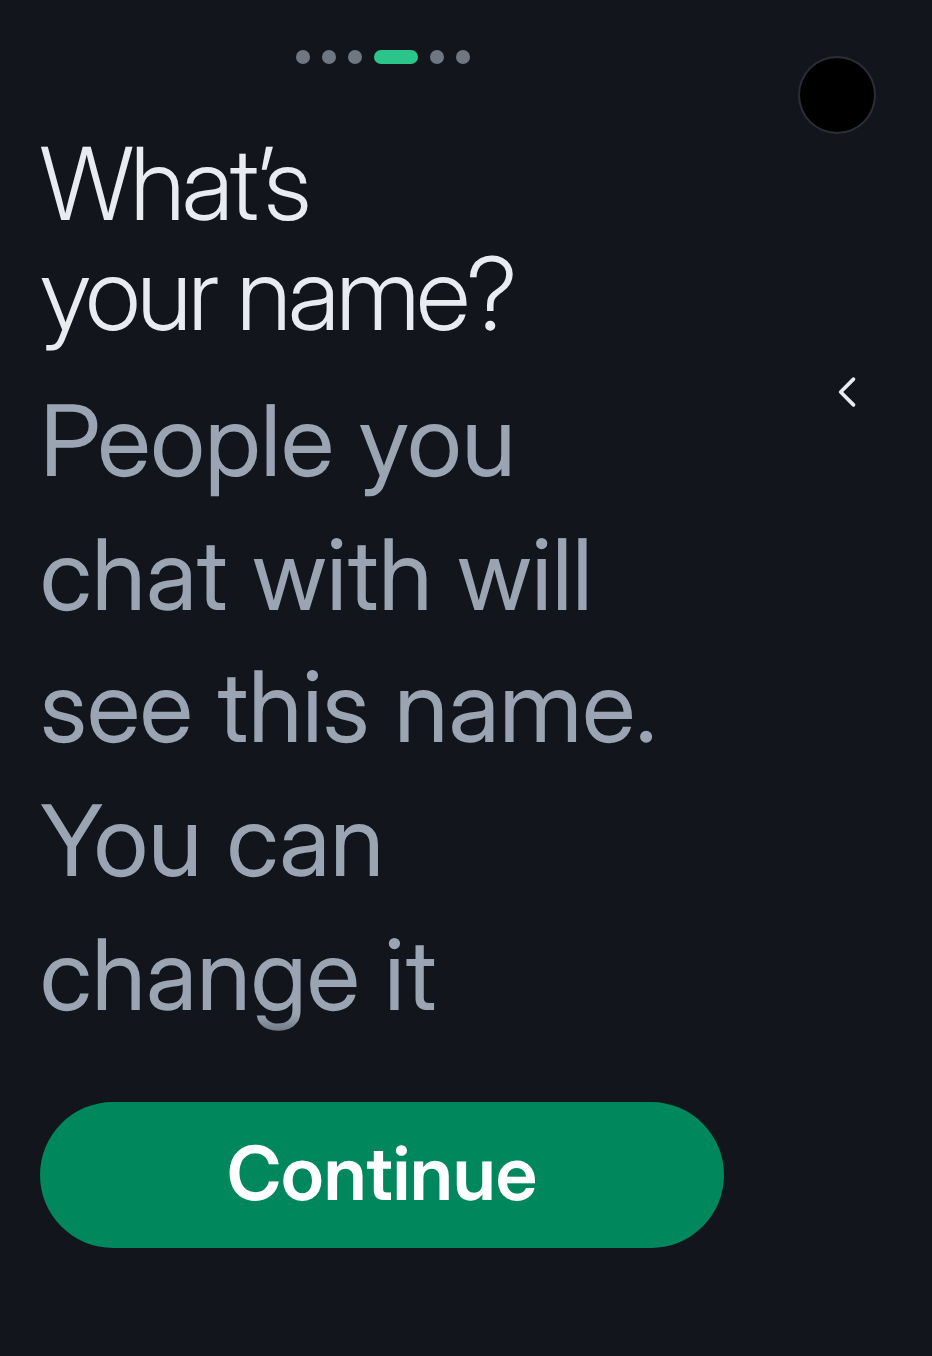 What’s
your name?
People you
chat with will
see this name.
You can
change it
Continue